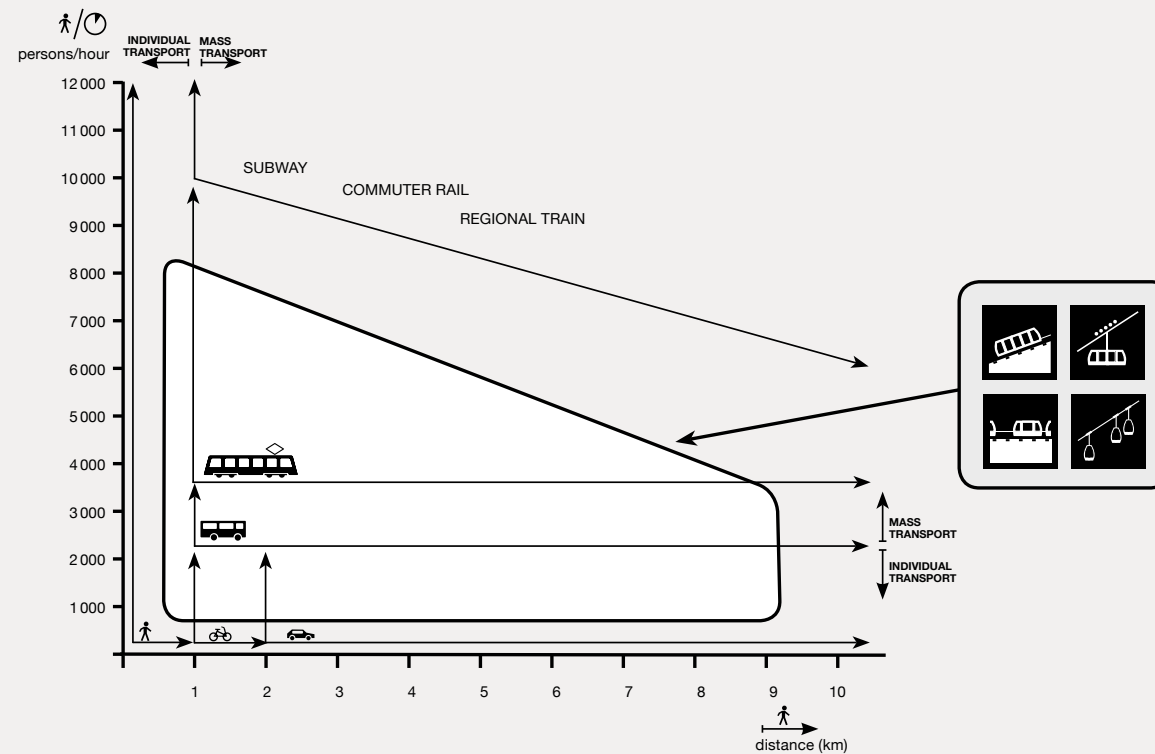 persons/hour
INDIVIDUAL
TRANSPORT
MASS
TRANSPORT
12 000
11 000
10 000
9 000
8 000
7 000
6 000
5 000
4 000
3 000
2 000
1 000
SUBWAY
COMMUTER RAIL
REGIONAL TRAIN
MASS
TRANSPORT
INDIVIDUAL
TRANSPORT
1 2 3 4 5 6 7 8 9 10
distance (km)